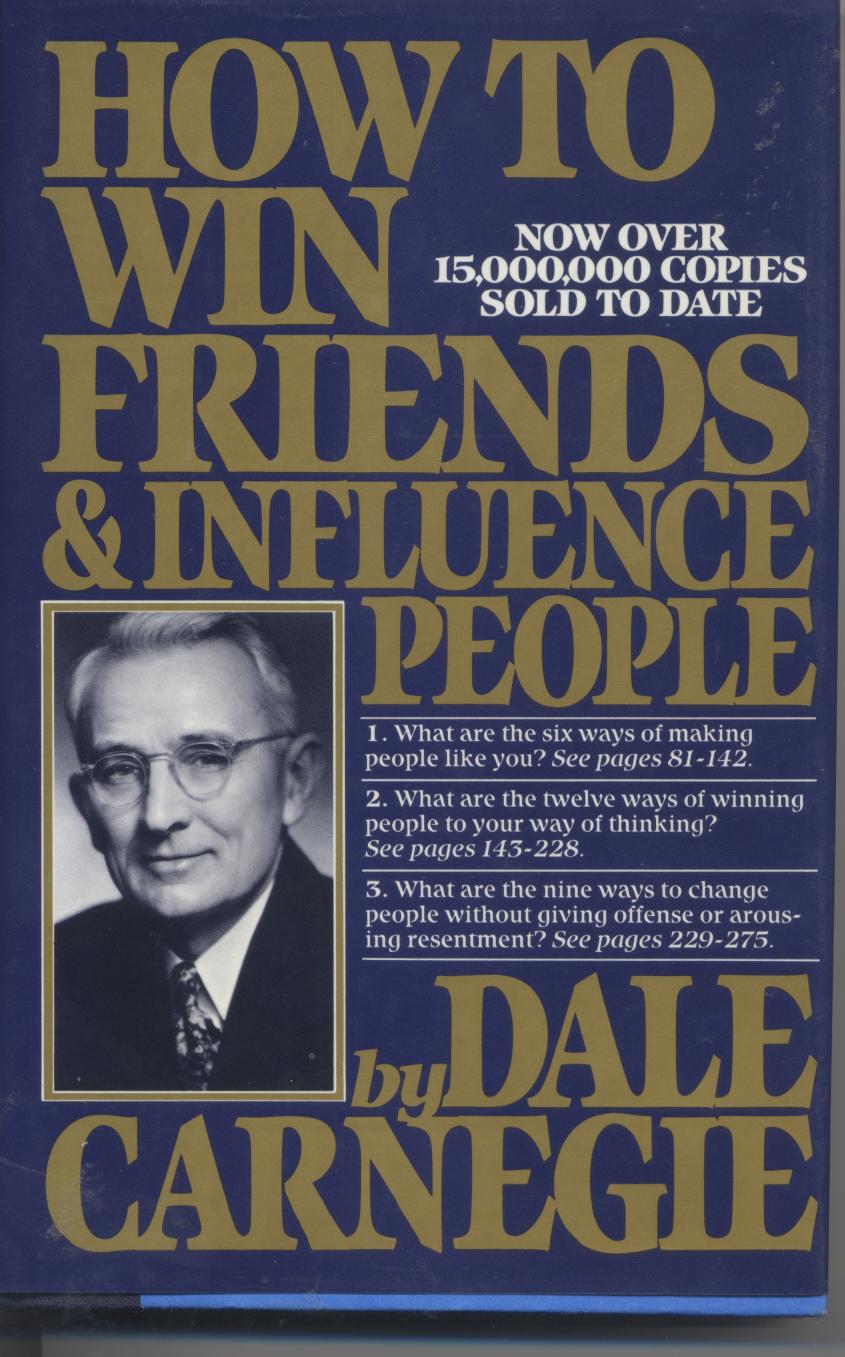 HOW TO
WIN
NOW OVER
15,000,000 COPIES
SOLD TO DATE
FRIENDS
& INFLUENCE
PEOPLE
1. What are the six ways of making
people like you? See pages 81-142.
2. What are the twelve ways of winning
people to your way of thinking?
See pages 143-228.
3. What are the nine ways to change
people without giving offense or arous-
ing resentment? See pages 229-275.
by DALE
CARNEGIE